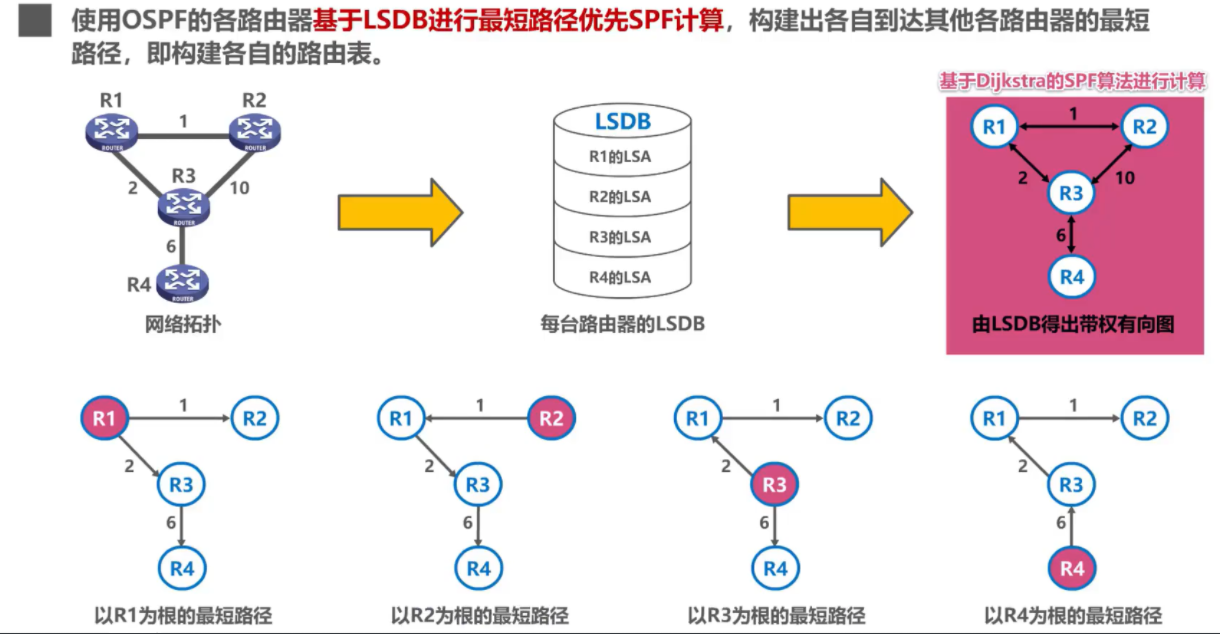 使用OSPF的各路由器基于LSDB进行最短路径优先SPF计算，构建出各自到达其他各路由器的最短
路径，即构建各自的路由表。
基于Dijkstra的SPF算法进行计算
R1
R2
1
ROUTER
ROUTER
R3
2
10
ROUTER
6
R4
ROUTER
网络拓扑
LSDB
R1的LSA
R2的LSA
R3的LSA
R4的LSA
每台路由器的LSDB
R1
1
R2
2
10
R3
6
R4
由LSDB得出带权有向图
R1
1
R2
2
R3
6
R4
以R1为根的最短路径
R1
1
R2
2
R3
6
R4
以R2为根的最短路径
R1
1
R2
2
R3
6
R4
以R3为根的最短路径
R1
1
R2
2
R3
6
R4
以R4为根的最短路径